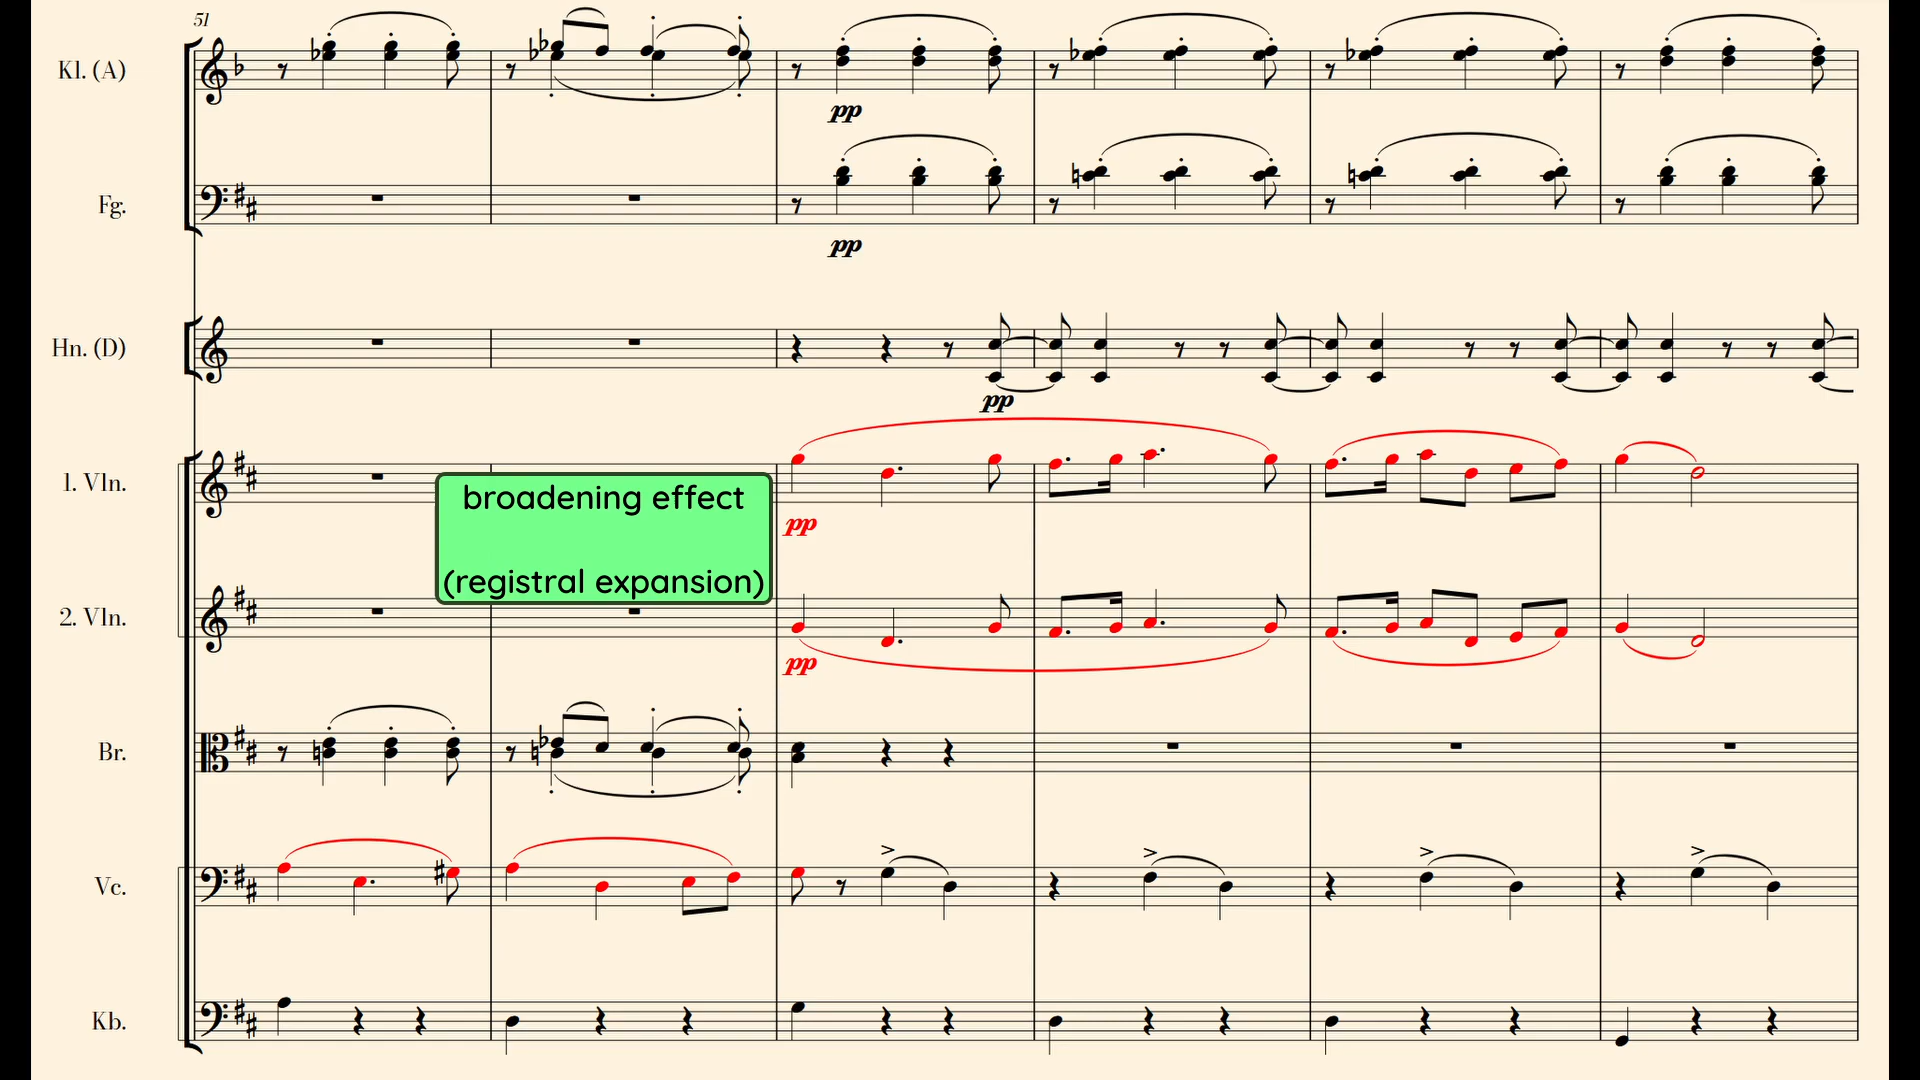 51
Kl. (A)
pp
Fg.
pp
Hn. (D)
pp
1. Vln.
broadening effect
(registral expansion)
pp
2. Vln.
pp
Br.
Vc.
Kb.